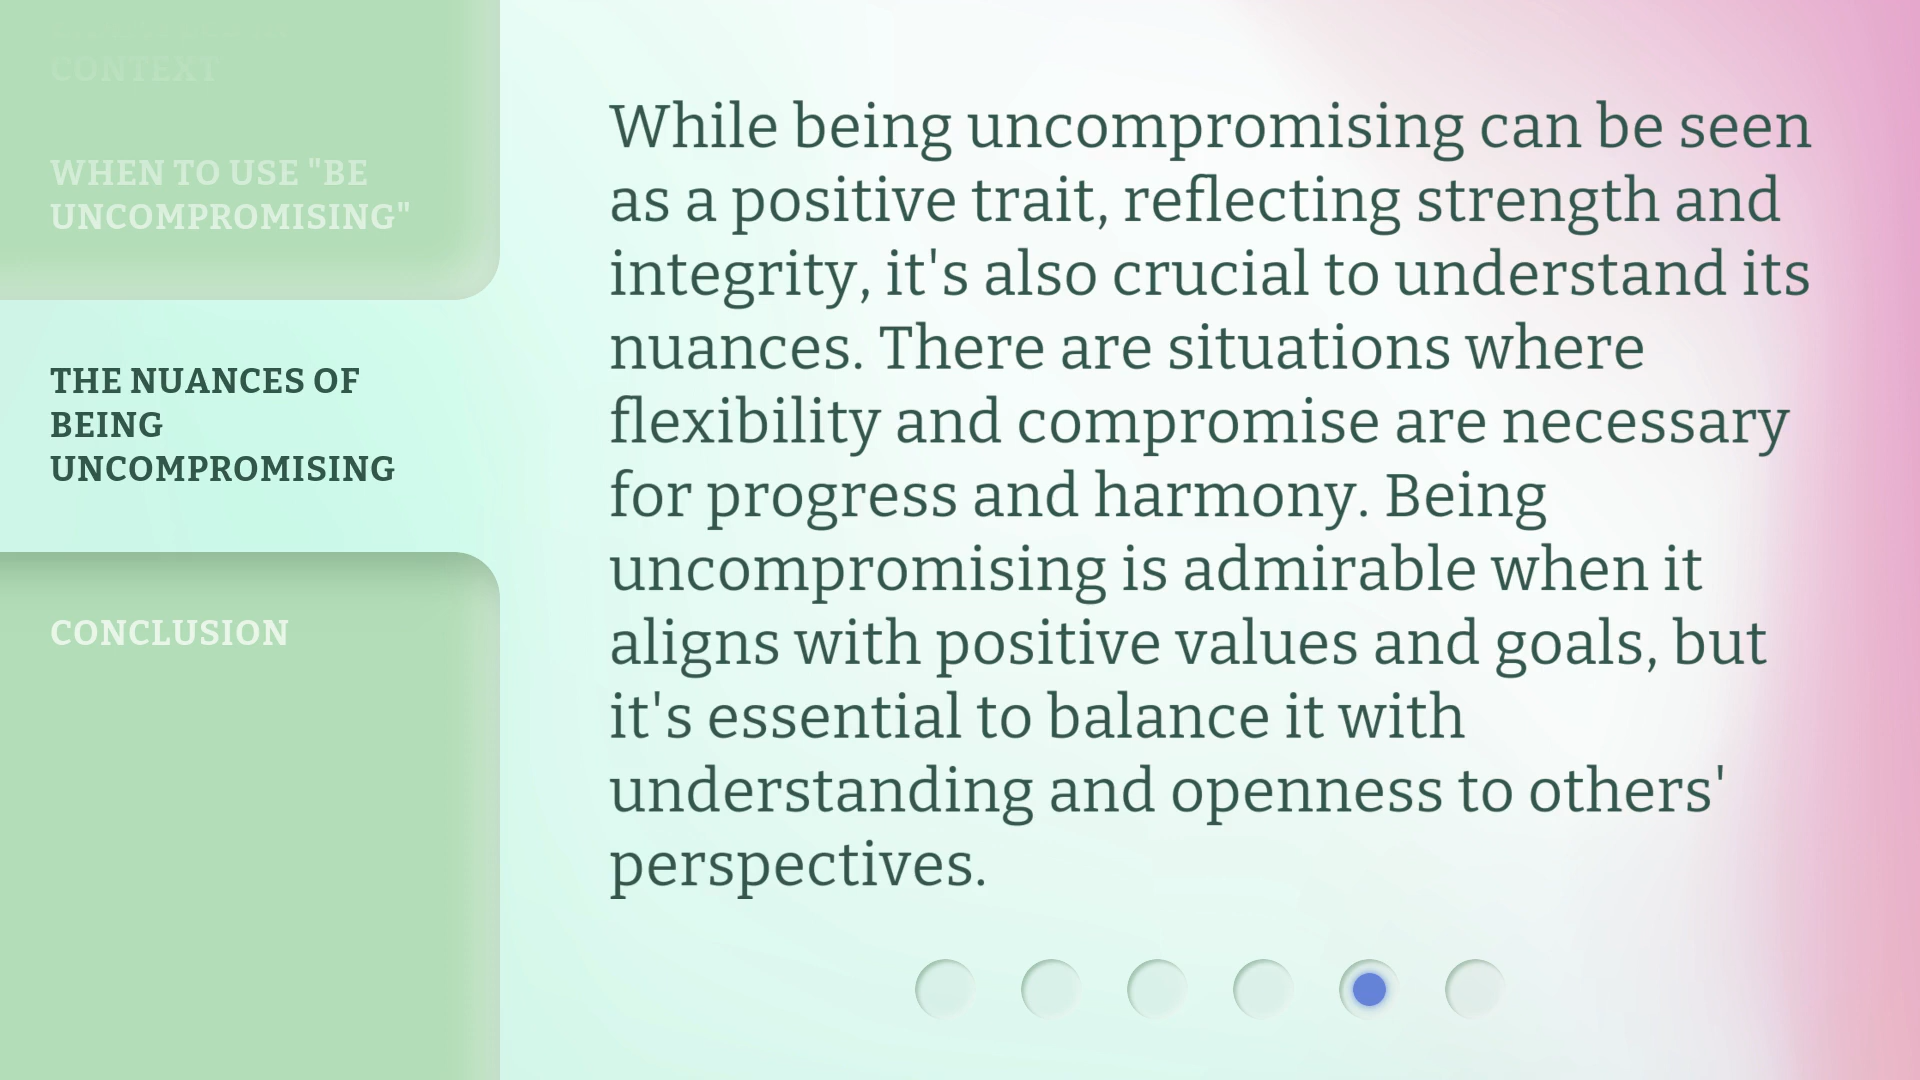 CONTEXT
WHEN TO USE "BE
UNCOMPROMISING"
THE NUANCES OF
BEING
UNCOMPROMISING
CONCLUSION
While being uncompromising can be seen
as a positive trait, reflecting strength and
integrity, it's also crucial to understand its
nuances. There are situations where
flexibility and compromise are necessary
for progress and harmony. Being
uncompromising is admirable when it
aligns with positive values and goals, but
it's essential to balance it with
understanding and openness to others'
perspectives.